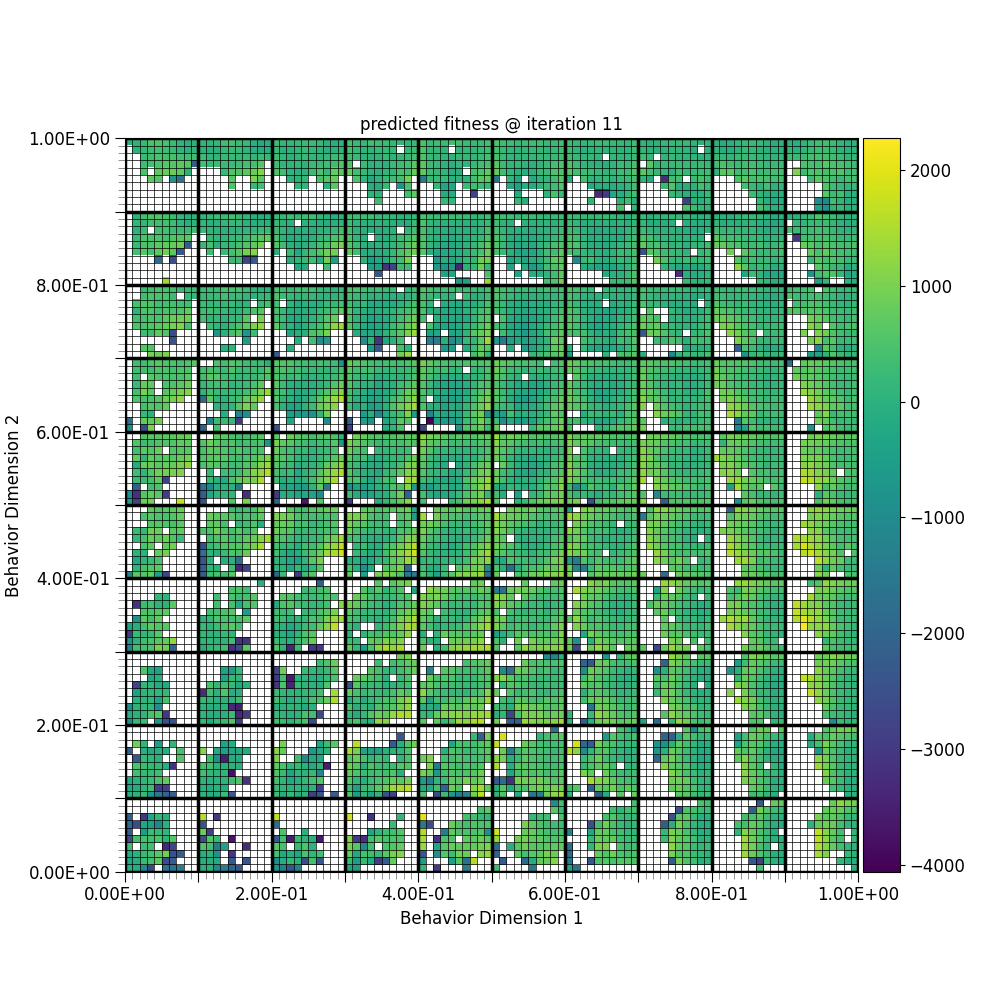 predicted fitness @ iteration 11
1.00E+00
8.00E-01
6.00E-01
4.00E-01
2.00E-01
0.00E+00
Behavior Dimension 2
0.00E+00 2.00E-01 4.00E-01 6.00E-01 8.00E-01 1.00E+00
Behavior Dimension 1
2000
1000
0
−1000
−2000
−3000
−4000